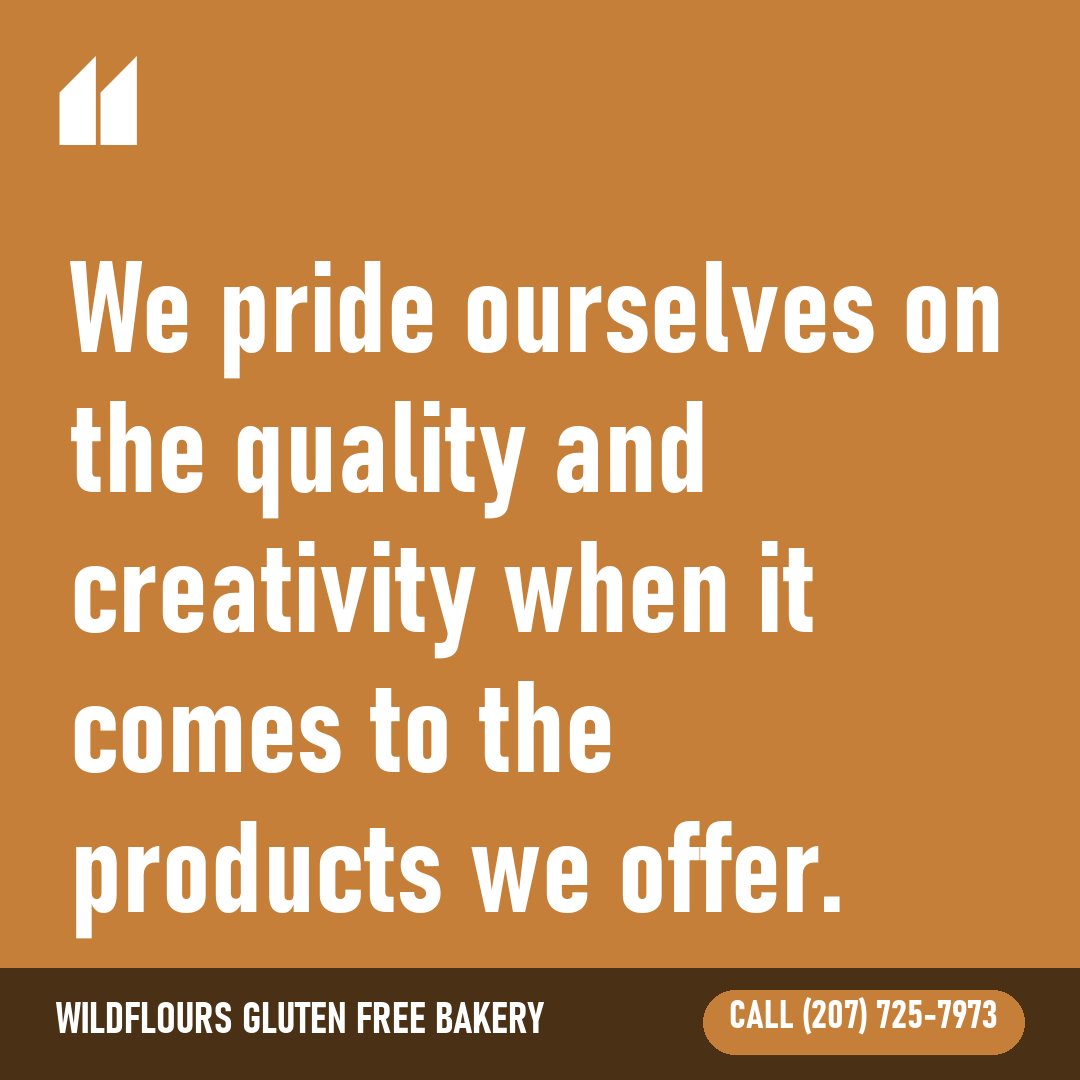 “
We pride ourselves on
the quality and
creativity when it
comes to the
products we offer.
WILDFLOURS GLUTEN FREE BAKERY
CALL (207) 725-7973